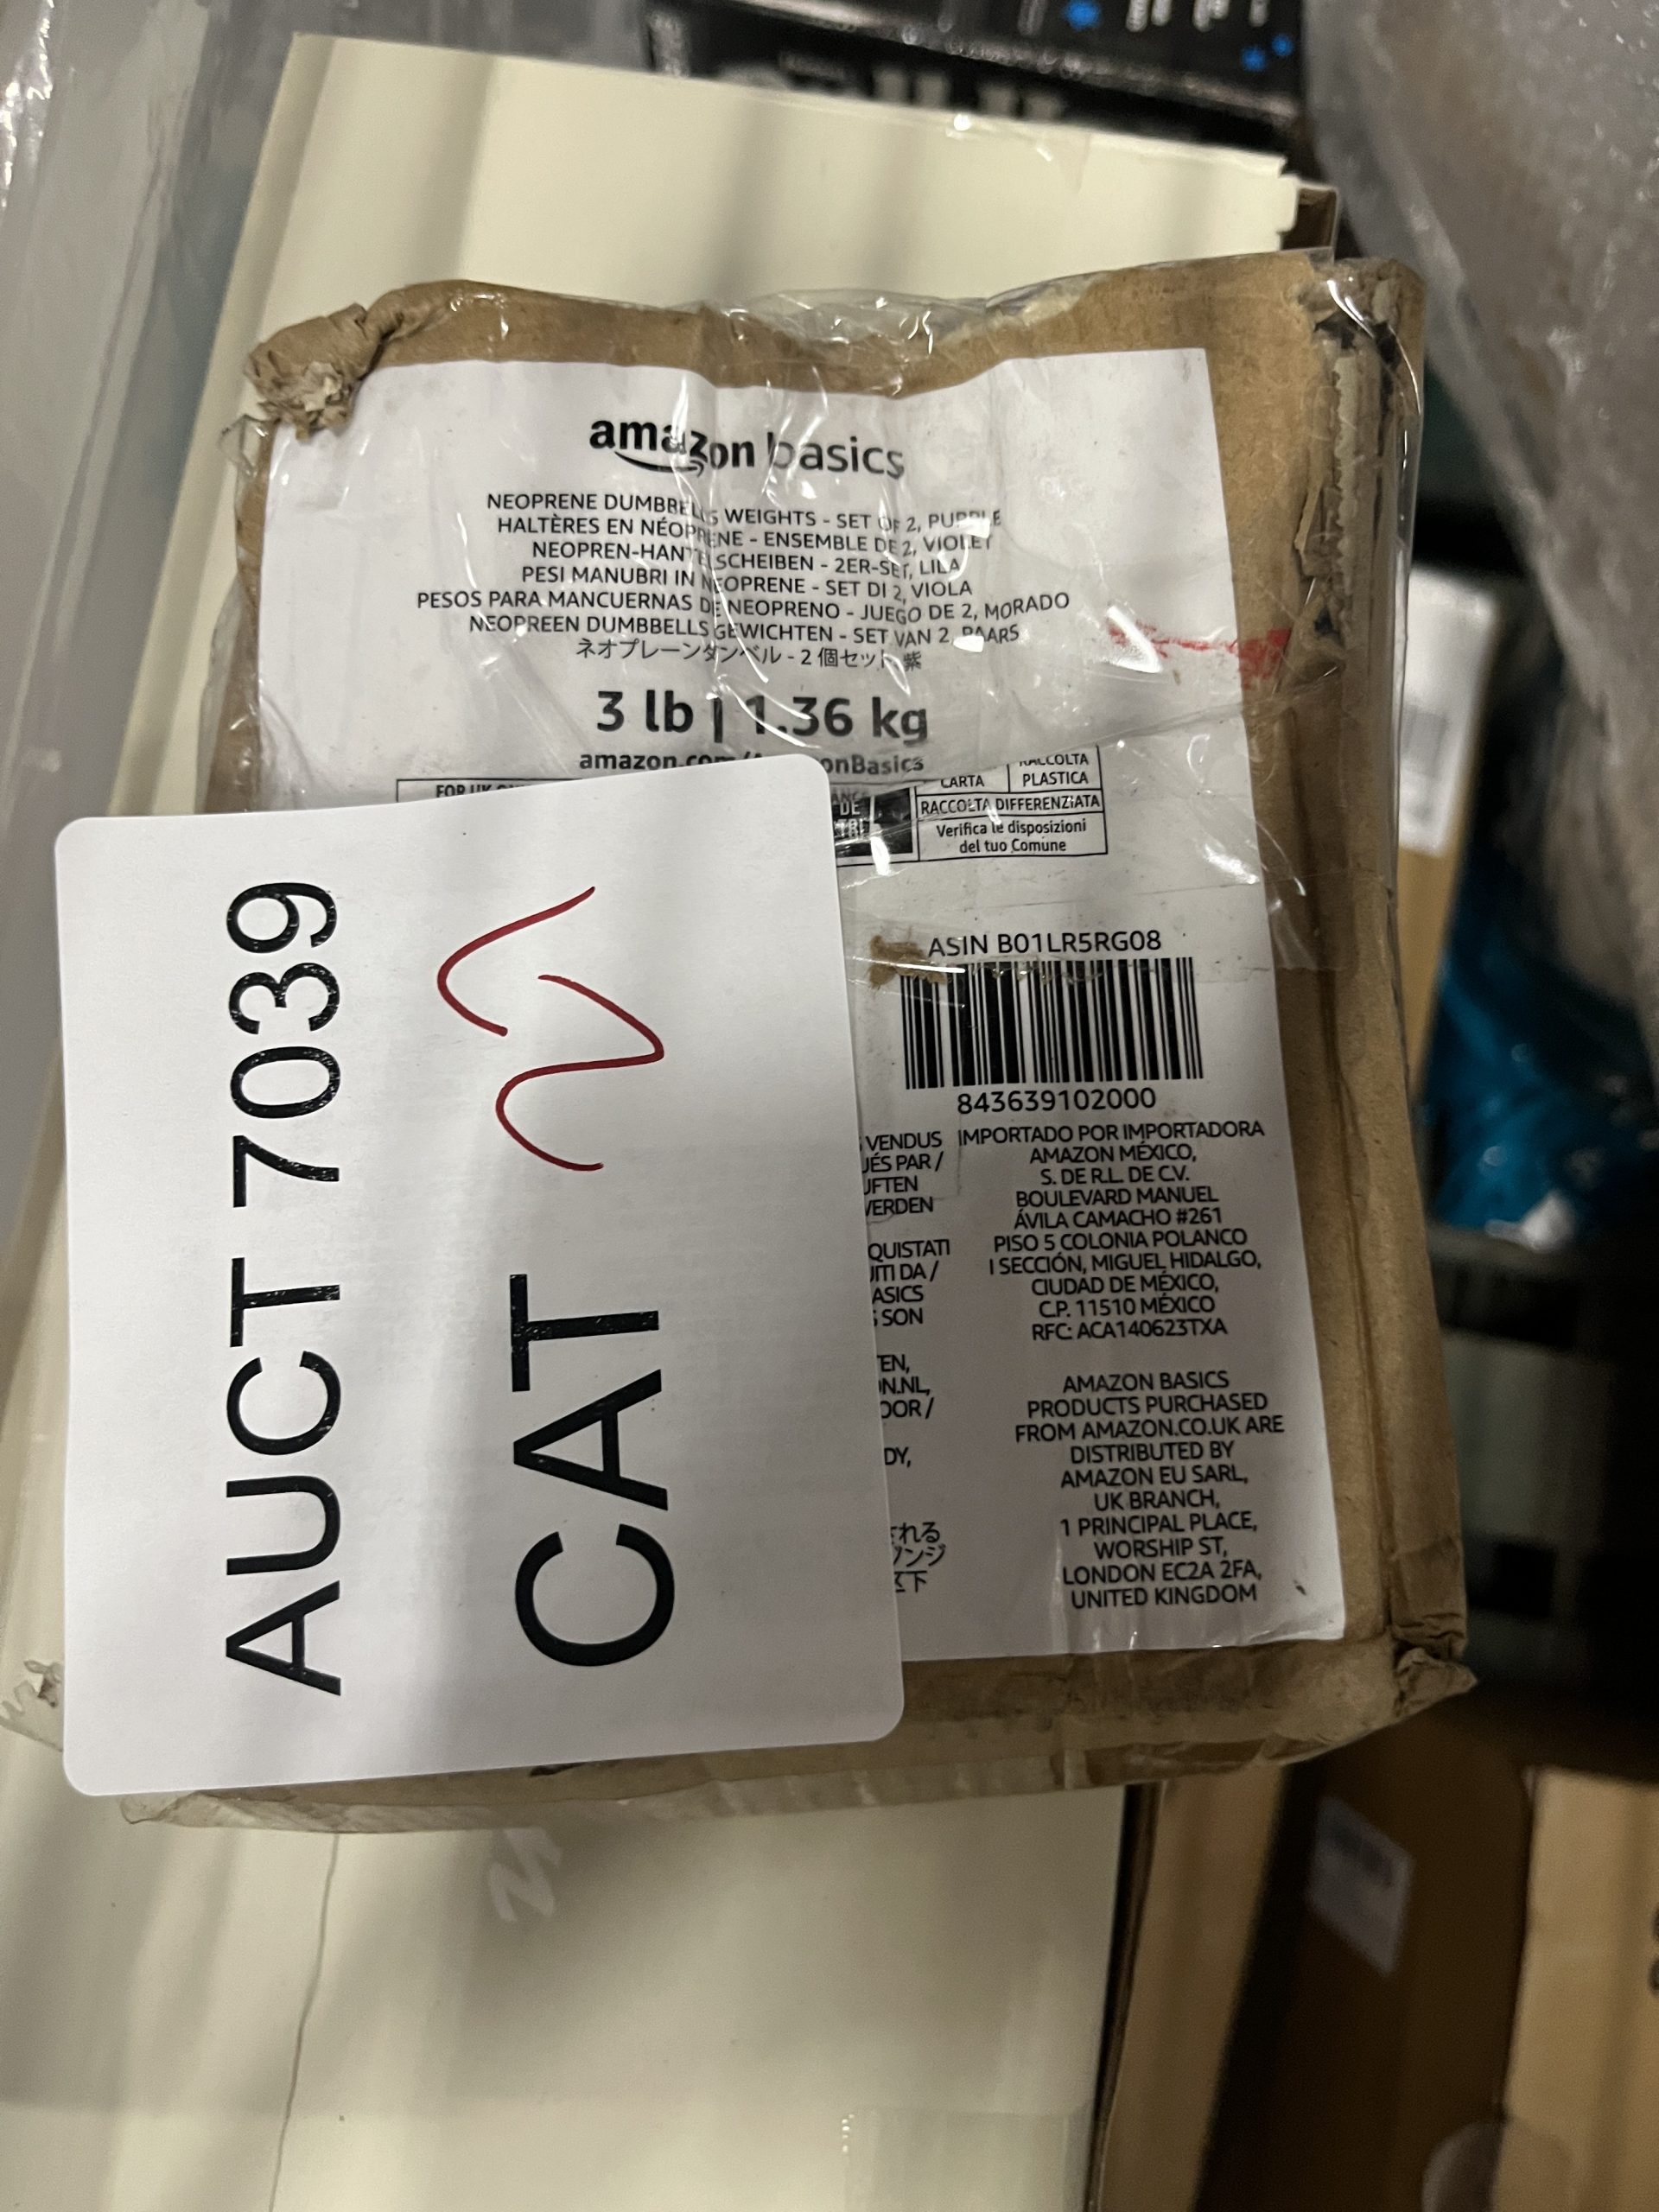 amazon basics
NEOPRENE DUMBBELLS WEIGHTS - SET OF 2, PURPLE
HALTÈRES EN NÉOPRENE - ENSEMBLE DE 2, VIOLET
NEOPREN-HANTELSCHEIBEN - 2ER-SET, LILA
PESI MANUBRI IN NEOPRENE - SET DI 2, VIOLA
PESOS PARA MANCUERNAS DE NEOPRENO - JUEGO DE 2, MORADO
NEOPREEN DUMBBELLS GEWICHTEN - SET VAN 2, PAARS
ネオプレーンダンベル - 2 個セット, 紫
3 lb | 1.36 kg
FOR UK
CARTA
RACCOLTA
PLASTICA
RACCOLTA DIFFERENZIATA
Verifica le disposizioni
del tuo Comune
AUCT 7039
CAT
ASIN B01LR5RG08
843639102000
VENDUS
PAR /
SON
IMPORTADO POR IMPORTADORA
AMAZON MÉXICO,
S. DE R.L. DE C.V.
BOULEVARD MANUEL
ÁVILA CAMACHO #261
PISO 5 COLONIA POLANCO
I SECCIÓN, MIGUEL HIDALGO,
CIUDAD DE MÉXICO,
C.P. 11510 MÉXICO
RFC: ACA140623TXA
AMAZON BASICS
PRODUCTS PURCHASED
FROM AMAZON.CO.UK ARE
DISTRIBUTED BY
AMAZON EU SARL,
UK BRANCH,
1 PRINCIPAL PLACE,
WORSHIP ST,
LONDON EC2A 2FA,
UNITED KINGDOM